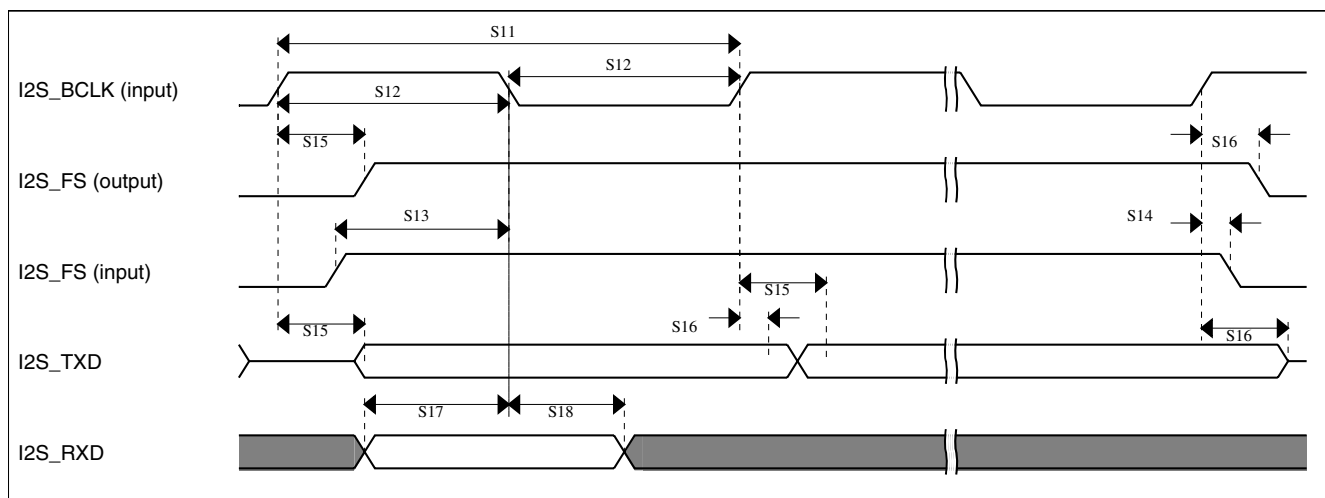 S11
I2S_BCLK (input)
S12
S12
S15
S16
I2S_FS (output)
S13
S14
I2S_FS (input)
S15
S15
S16
S16
I2S_TXD
S17
S18
I2S_RXD